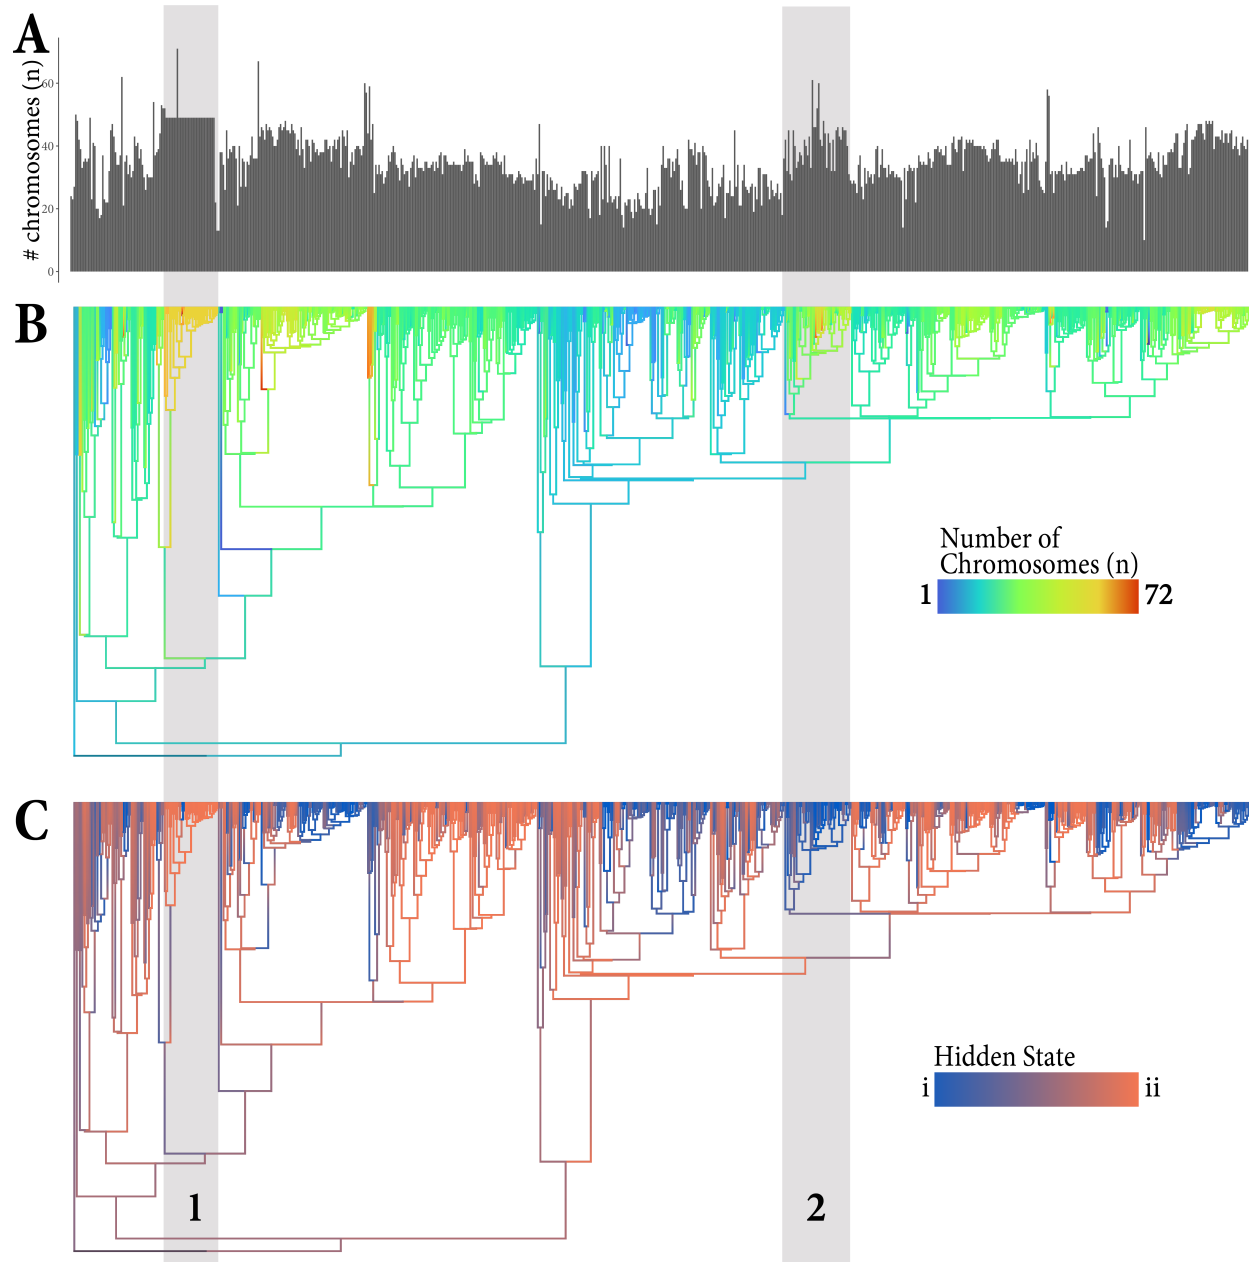 A
# chromosomes (n)
60
40
20
0
B
Number of
Chromosomes (n)
1 72
C
Hidden State
i ii
1 2